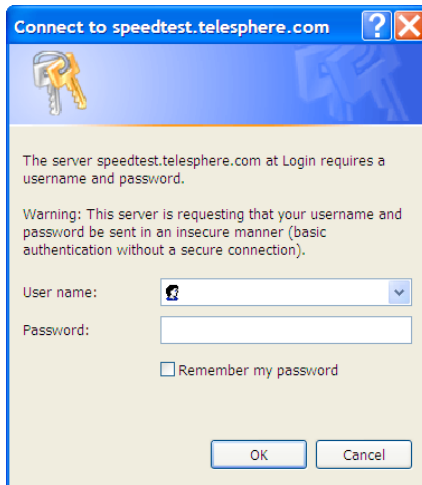 Connect to speedtest.telesphere.com
The server speedtest.telesphere.com at Login requires a
username and password.
Warning: This server is requesting that your username and
password be sent in an insecure manner (basic
authentication without a secure connection).
User name:
Password:
Remember my password
OK Cancel